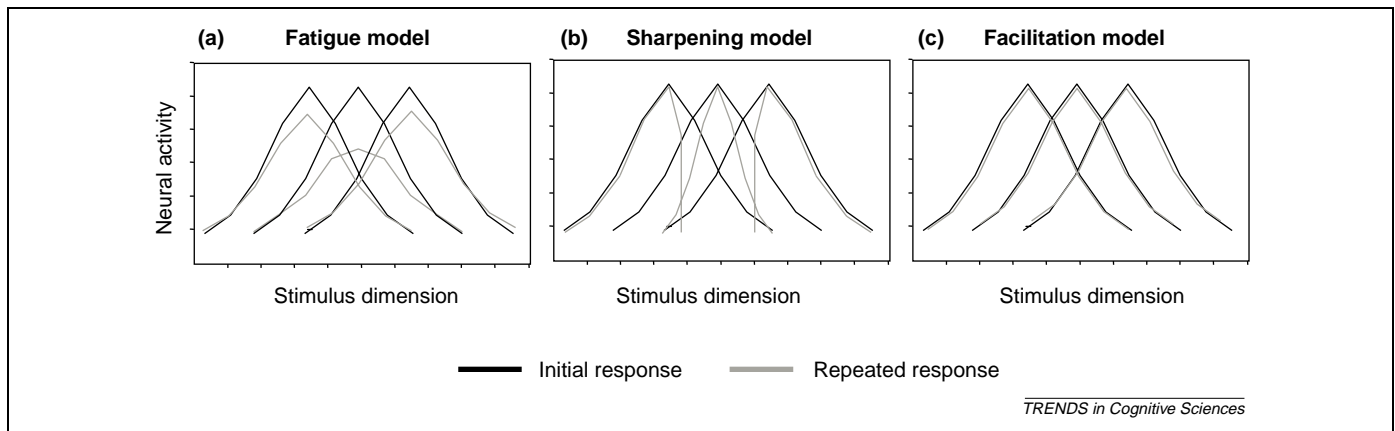 (a) Fatigue model
(b) Sharpening model
(c) Facilitation model
Neural activity
Stimulus dimension
Stimulus dimension
Stimulus dimension
Initial response
Repeated response
TRENDS in Cognitive Sciences